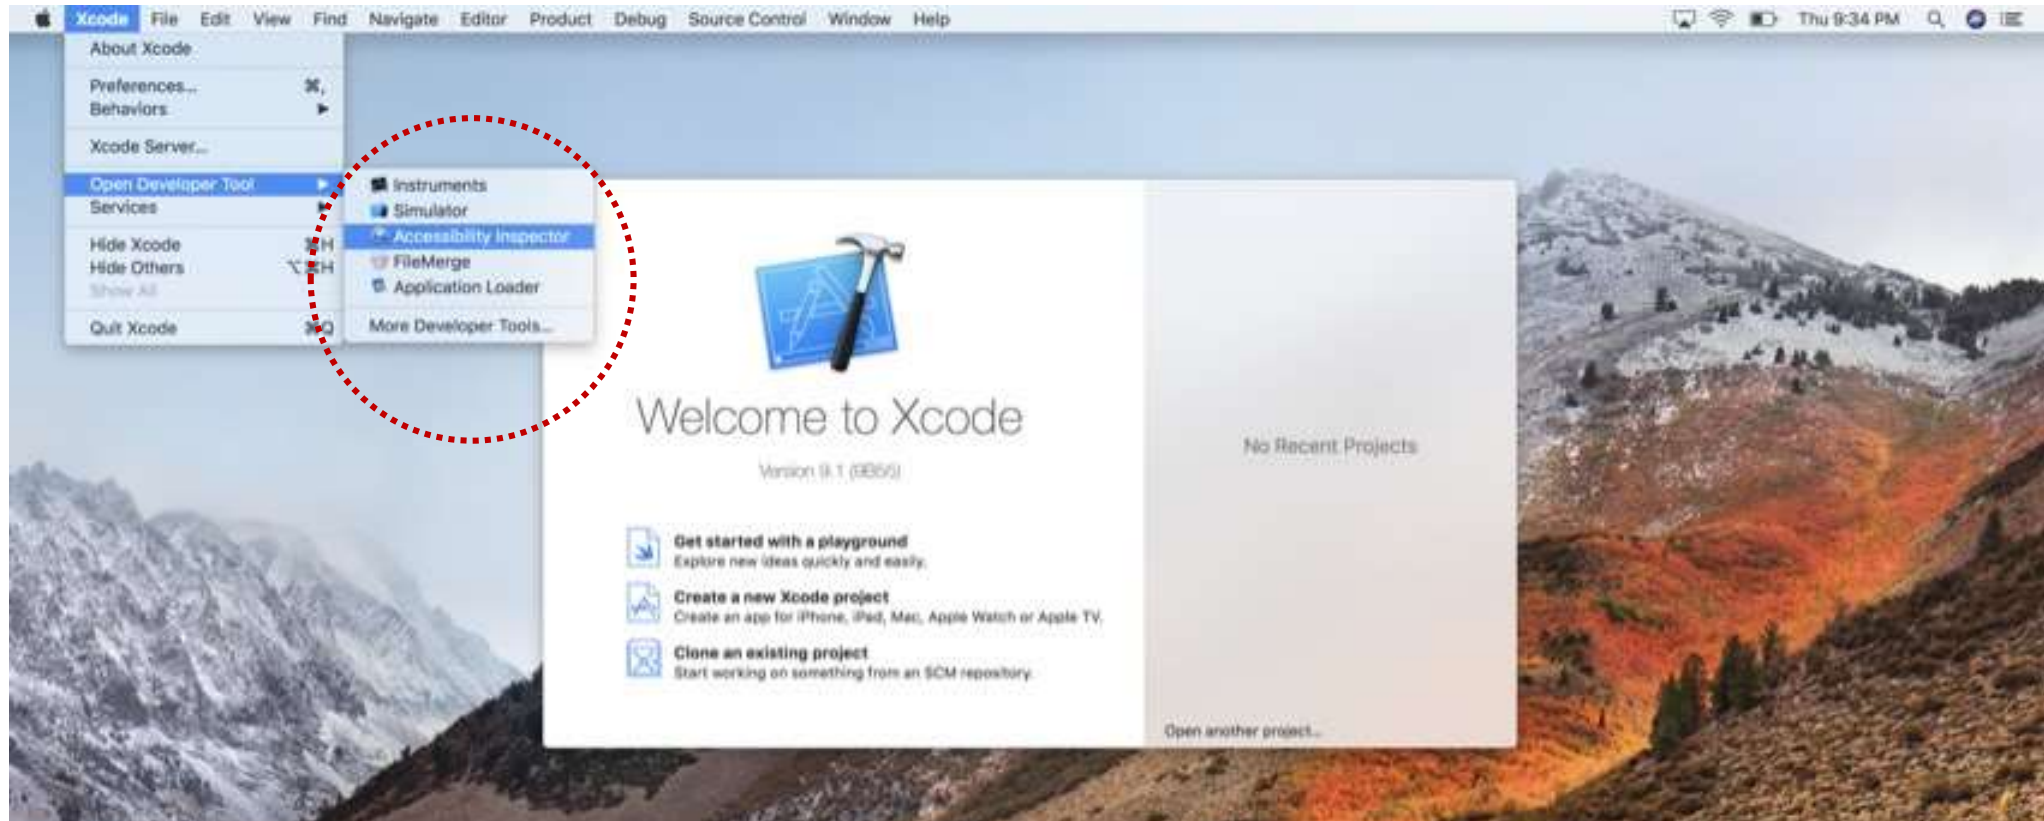 Xcode File Edit View Find Navigate Editor Product Debug Source Control Window Help Thu 9:34 PM
About Xcode
Preferences... ⌘,
Behaviors
Xcode Server...
Open Developer Tool
Services
Hide Xcode ⌘H
Hide Others ⌥⌘H
Show All
Quit Xcode ⌘Q
Instruments
Simulator
Accessibility Inspector
FileMerge
Application Loader
More Developer Tools...
Welcome to Xcode
Version 9.1 (9B55)
Get started with a playground
Explore new ideas quickly and easily.
Create a new Xcode project
Create an app for iPhone, iPad, Mac, Apple Watch or Apple TV.
Clone an existing project
Start working on something from an SCM repository.
No Recent Projects
Open another project...